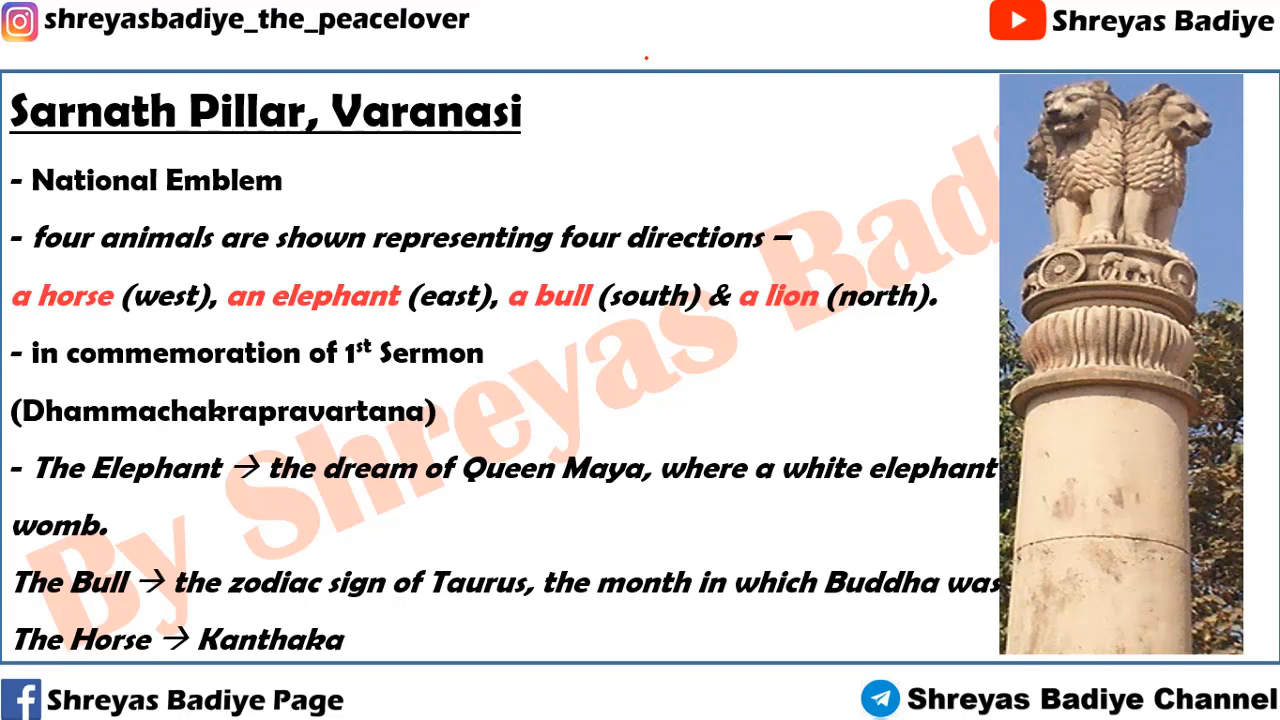 shreyasbadiye_the_peacelover
Shreyas Badiye
Sarnath Pillar, Varanasi
- National Emblem
- four animals are shown representing four directions –
a horse (west), an elephant (east), a bull (south) & a lion (north).
- in commemoration of 1st Sermon
(Dhammachakrapravartana)
- The Elephant → the dream of Queen Maya, where a white elephant
womb.
The Bull → the zodiac sign of Taurus, the month in which Buddha was
The Horse → Kanthaka
By Shreyas Badi
Shreyas Badiye Page
Shreyas Badiye Channel